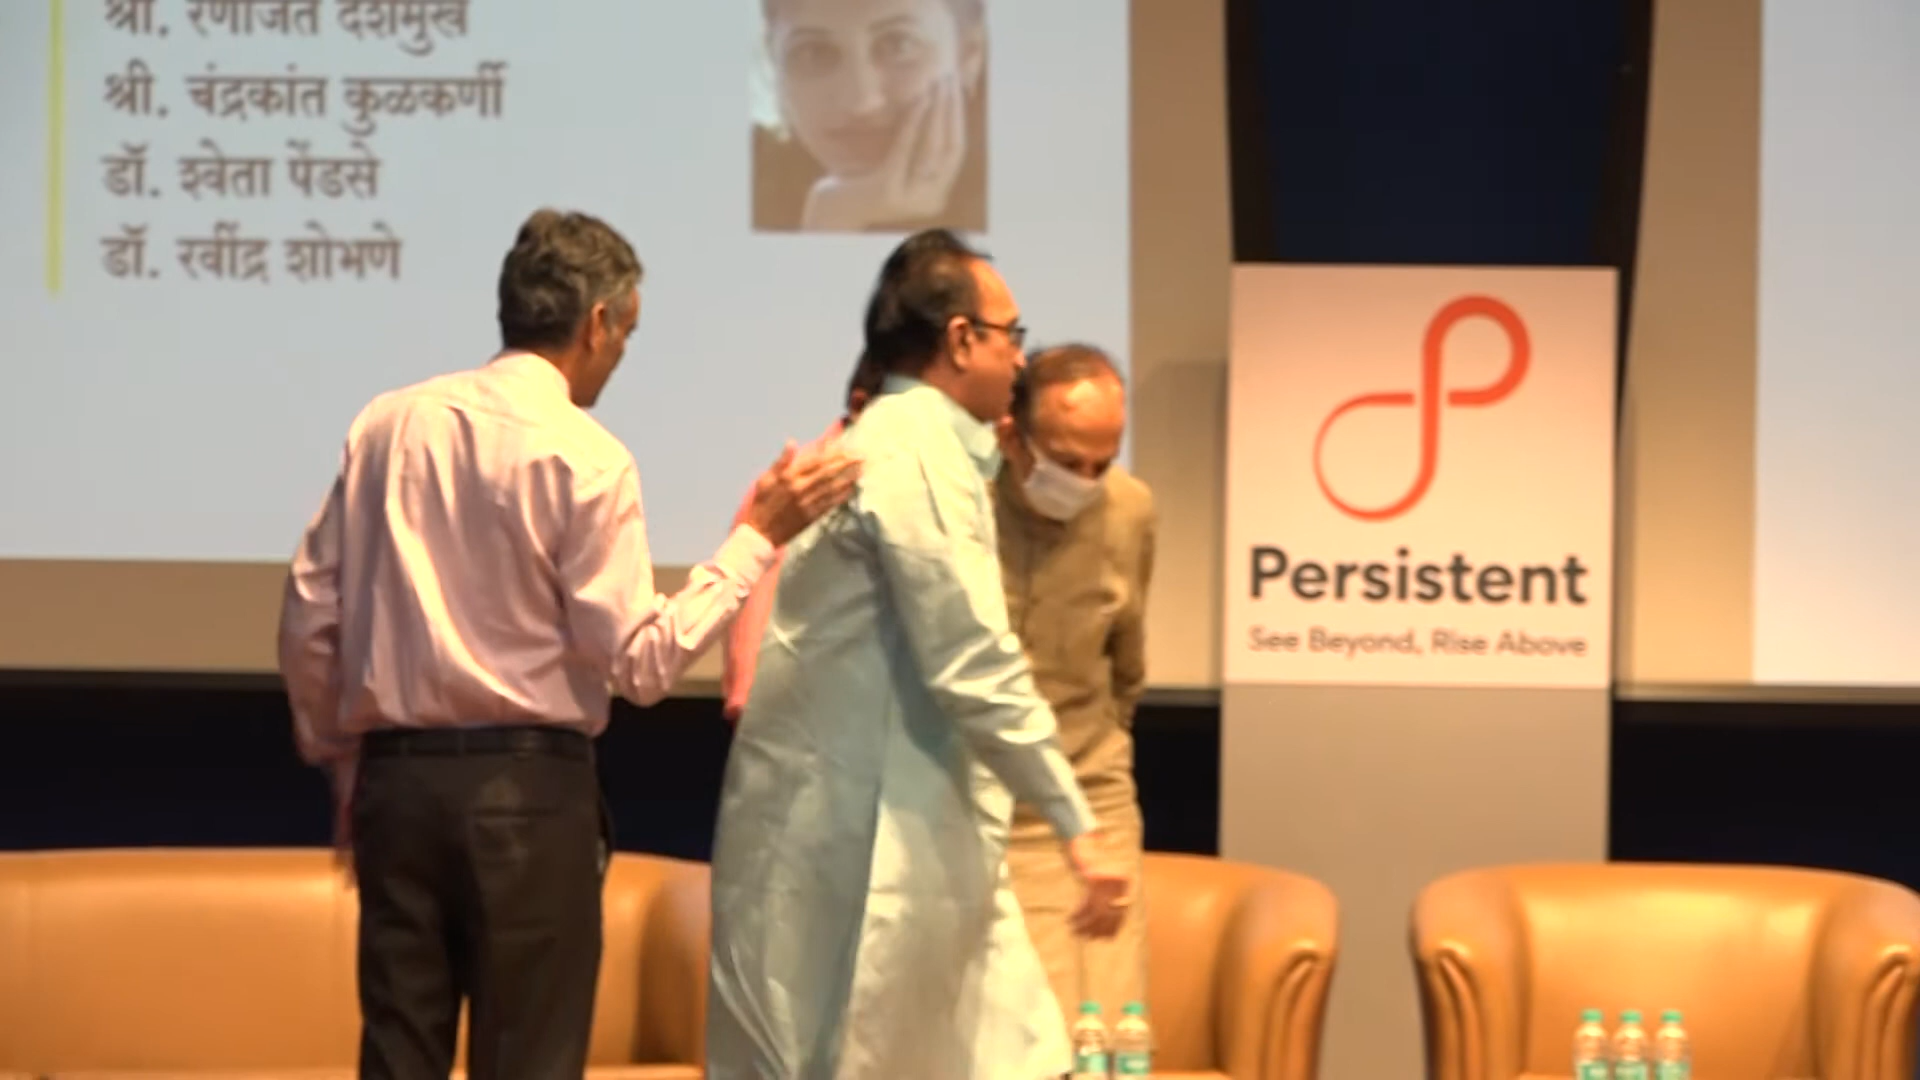 श्री. रणजित देशमुख
श्री. चंद्रकांत कुळकर्णी
डॉ. श्वेता पेंडसे
डॉ. रवींद्र शोभणे
Persistent
See Beyond, Rise Above